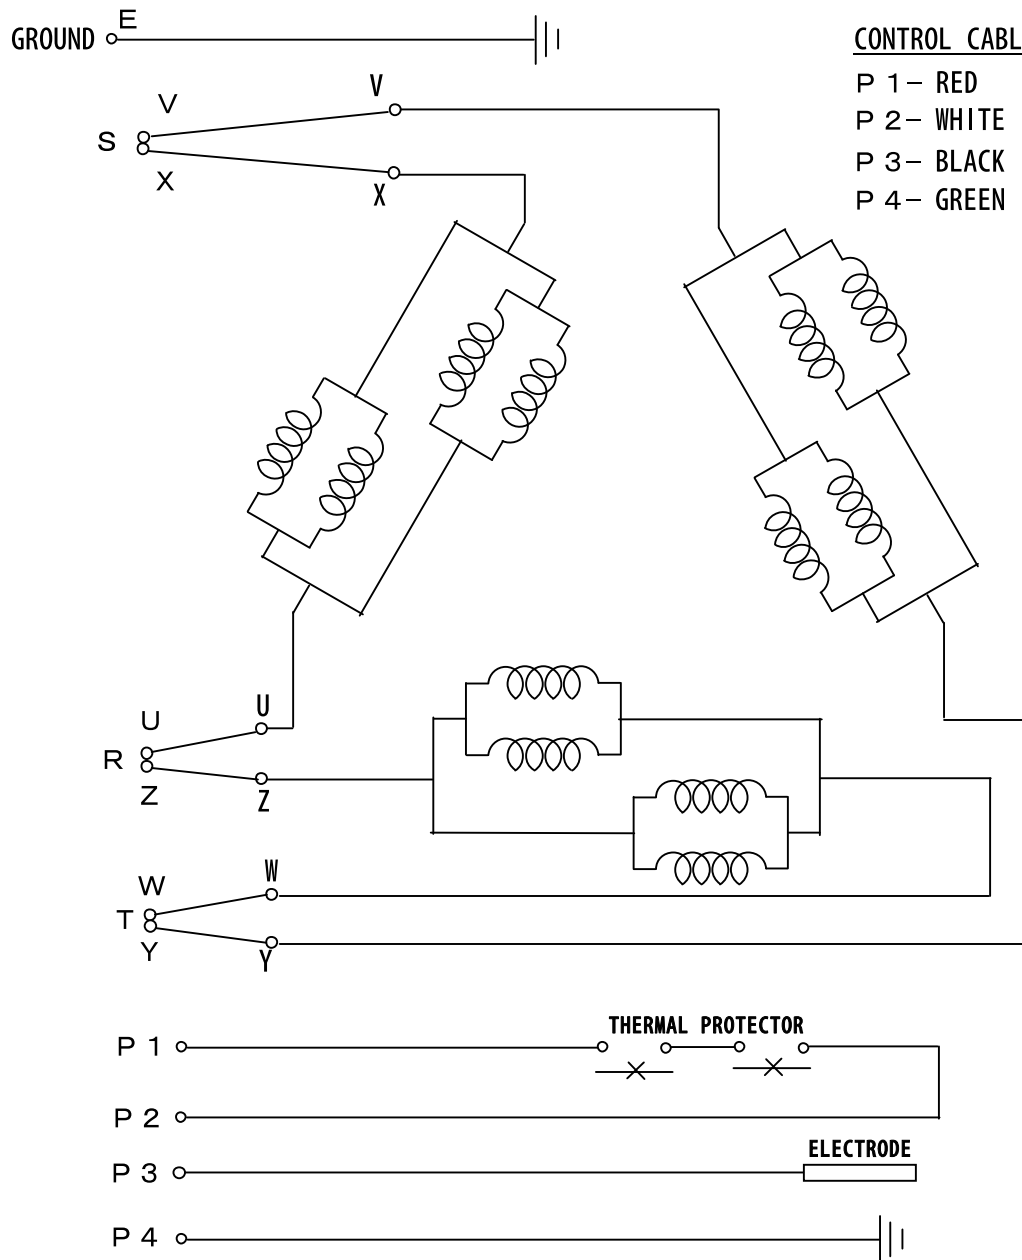 E
GROUND
CONTROL CABL
P 1 - RED
P 2 - WHITE
P 3 - BLACK
P 4 - GREEN
V
V
S
X
X
U
U
R
Z
Z
W
W
T
Y
Y
THERMAL PROTECTOR
P 1
P 2
ELECTRODE
P 3
P 4